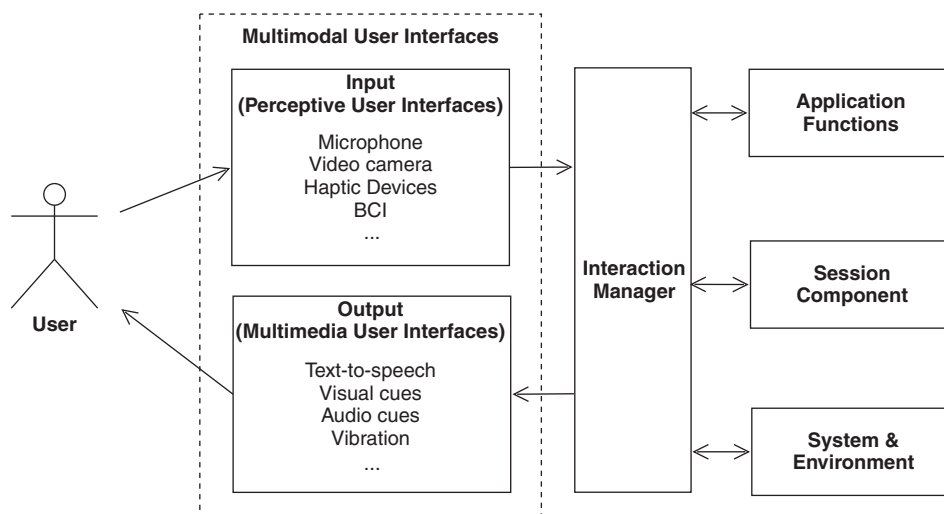 Multimodal User Interfaces
Input
(Perceptive User Interfaces)
Microphone
Video camera
Haptic Devices
BCI
...
User
Output
(Multimedia User Interfaces)
Text-to-speech
Visual cues
Audio cues
Vibration
...
Interaction
Manager
Application
Functions
Session
Component
System &
Environment